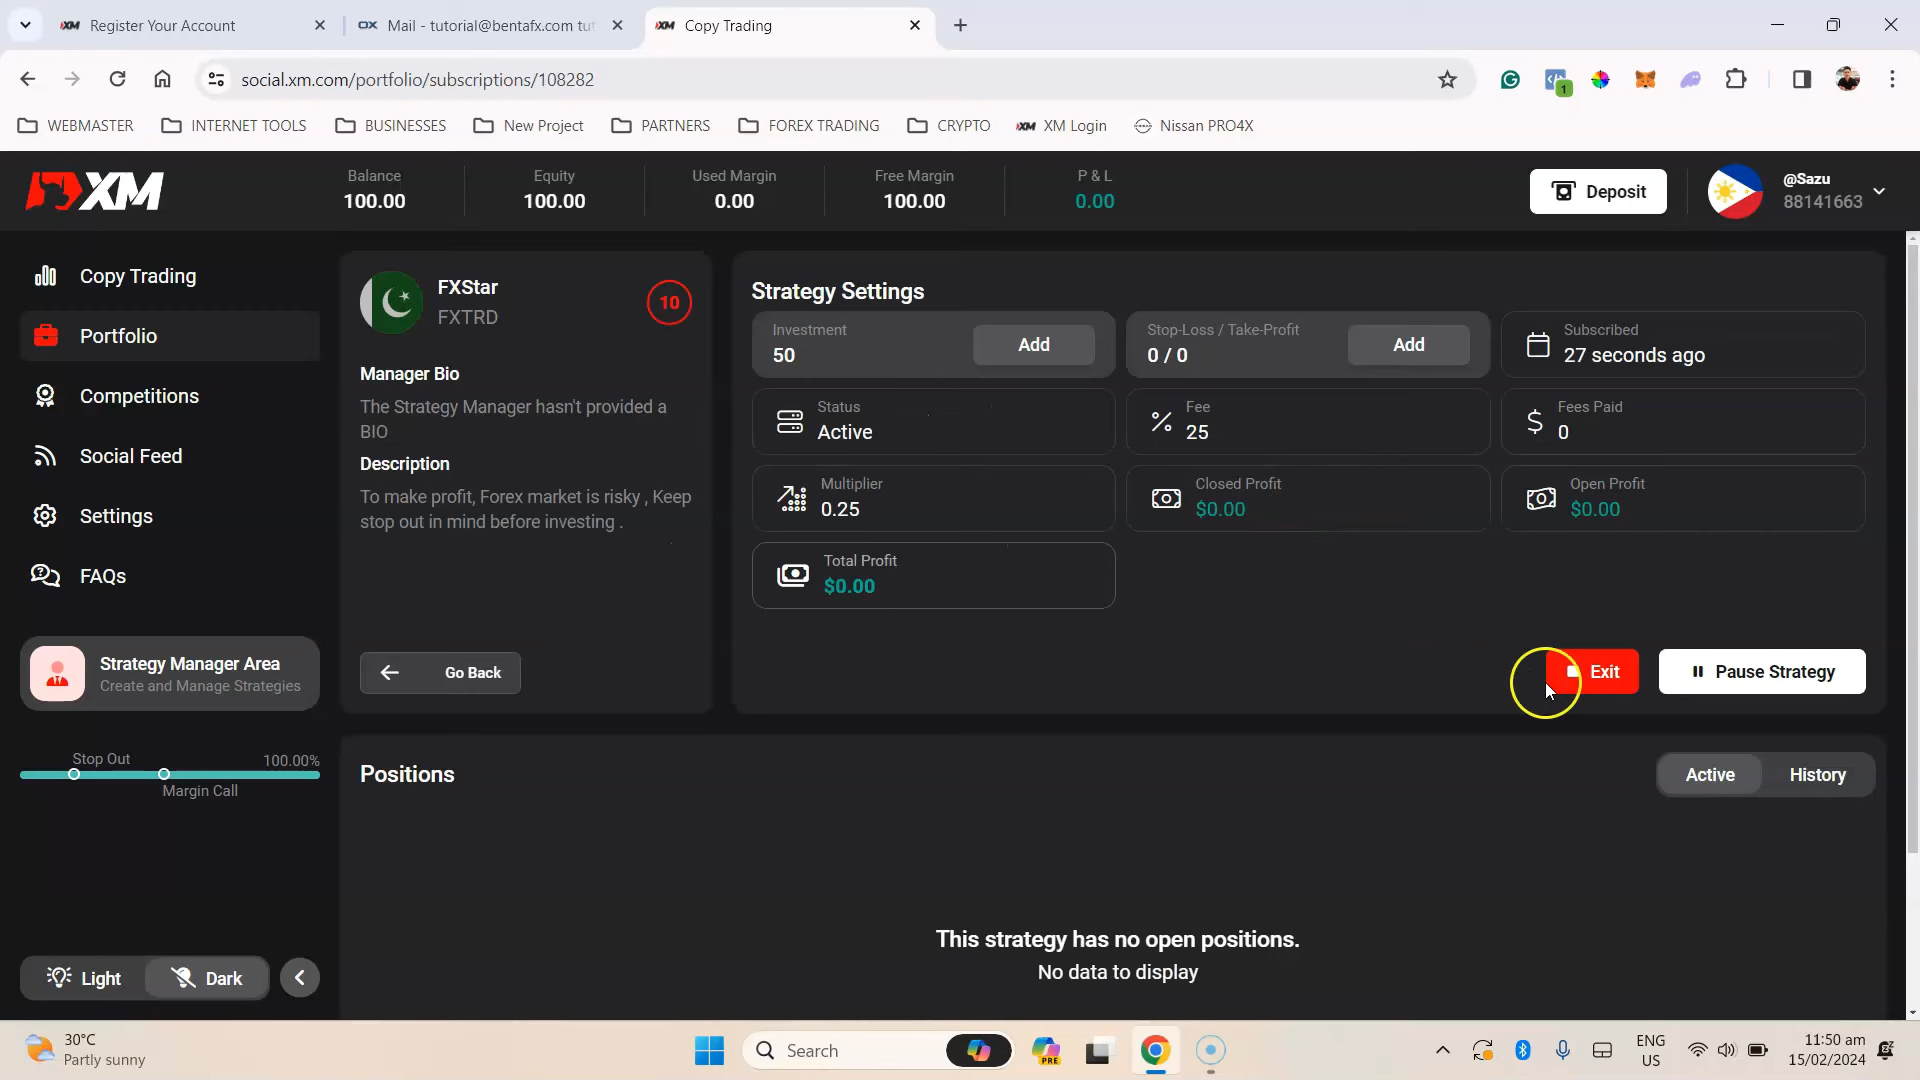 Register Your Account
Mail - tutorial@bentafx.com tut
Copy Trading
social.xm.com/portfolio/subscriptions/108282
1
WEBMASTER
INTERNET TOOLS
BUSINESSES
New Project
PARTNERS
FOREX TRADING
CRYPTO
XM Login
Nissan PRO4X
XM
Balance
100.00
Equity
100.00
Used Margin
0.00
Free Margin
100.00
P & L
0.00
Deposit
@Sazu
88141663
Copy Trading
Portfolio
Competitions
Social Feed
Settings
FAQs
Strategy Manager Area
Create and Manage Strategies
Stop Out
100.00%
Margin Call
Light
Dark
FXStar
FXTRD
10
Manager Bio
The Strategy Manager hasn't provided a
BIO
Description
To make profit, Forex market is risky , Keep
stop out in mind before investing .
Go Back
Strategy Settings
Investment
50
Add
Stop-Loss / Take-Profit
0 / 0
Add
Subscribed
27 seconds ago
Status
Active
Fee
25
Fees Paid
0
Multiplier
0.25
Closed Profit
$0.00
Open Profit
$0.00
Total Profit
$0.00
Exit
Pause Strategy
Positions
Active
History
This strategy has no open positions.
No data to display
30°C
Partly sunny
Search
PRE
ENG
US
11:50 am
15/02/2024